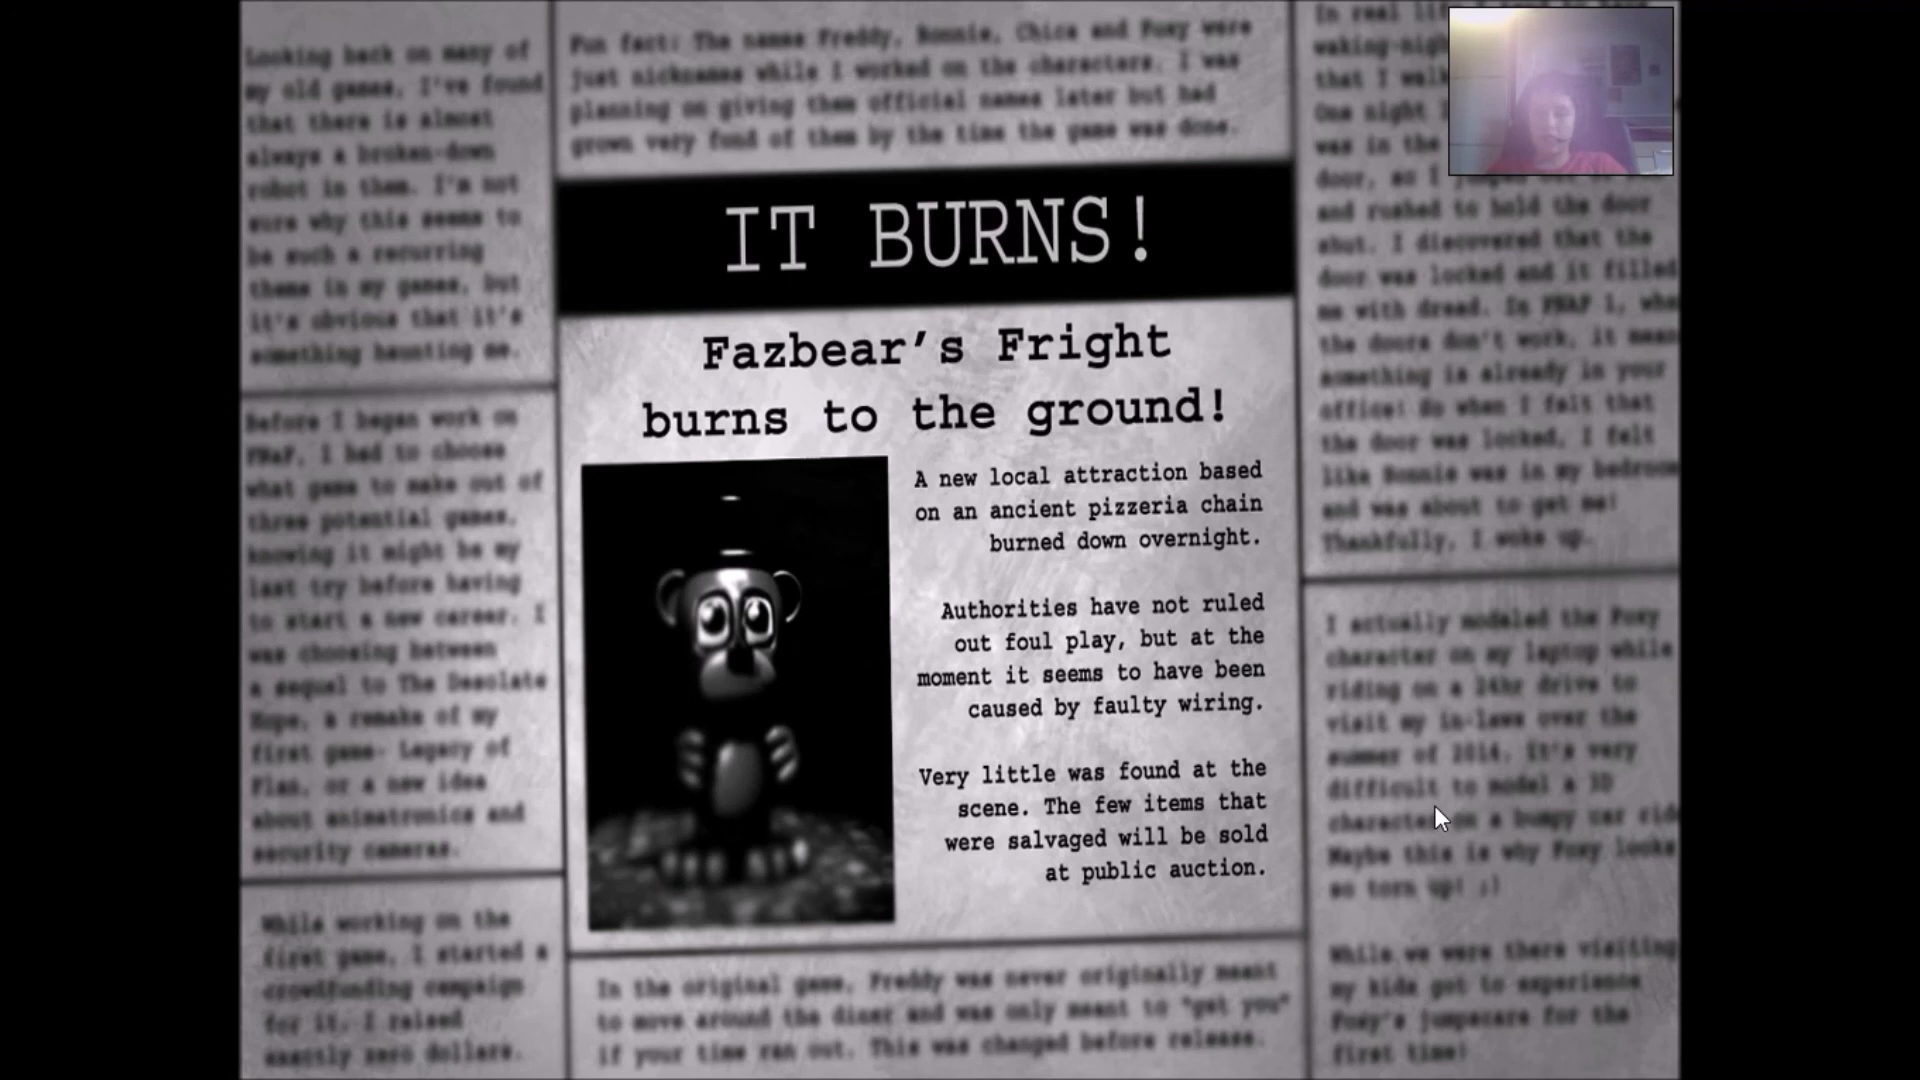 Looking back on many of
my old games, I've found
that there is almost
always a broken-down
robot in them. I'm not
sure why this seems to
be such a recurring
theme in my games, but
it's obvious that it's
something haunting me.
Before I began work on
FNaF, I had to choose
what game to make out of
three potential games,
knowing it might be my
last try before having
to start a new career. I
was choosing between
a sequel to The Desolate
Hope, a remake of my
first game- Legacy of
Flan, or a new idea
about animatronics and
security cameras.
While working on the
first game, I started a
crowdfunding campaign
for it. I raised
exactly zero dollars.
Fun fact: The names Freddy, Bonnie, Chica and Foxy were
just nicknames while I worked on the characters. I was
planning on giving them official names later but had
grown very fond of them by the time the game was done.
IT BURNS!
Fazbear's Fright
burns to the ground!
A new local attraction based
on an ancient pizzeria chain
burned down overnight.
Authorities have not ruled
out foul play, but at the
moment it seems to have been
caused by faulty wiring.
Very little was found at the
scene. The few items that
were salvaged will be sold
at public auction.
In the original game, Freddy was never originally meant
to move around the diner and was only meant to "get you"
if your time ran out. This was changed before release.
In real
waking-
that I
One night
was in the
door, so I
and rushed to hold the door
shut. I discovered that the
door was locked and it filled
me with dread. In FNAF 1, 
the doors don't work, it 
something is already in your
office! So when I felt that
the door was locked, I felt
like Bonnie was in my bedroom
and was about to get me!
Thankfully, I woke up.
I actually modeled the Foxy
character on my laptop while
riding on a 24hr drive to
visit my in-laws over the
summer of 2014. It's very
difficult to model a 3D
character on a bumpy car
Maybe this is why Foxy looks
so torn up! ;)
While we were there visiting
my kids got to experience
Foxy's jumpscare for the
first time!